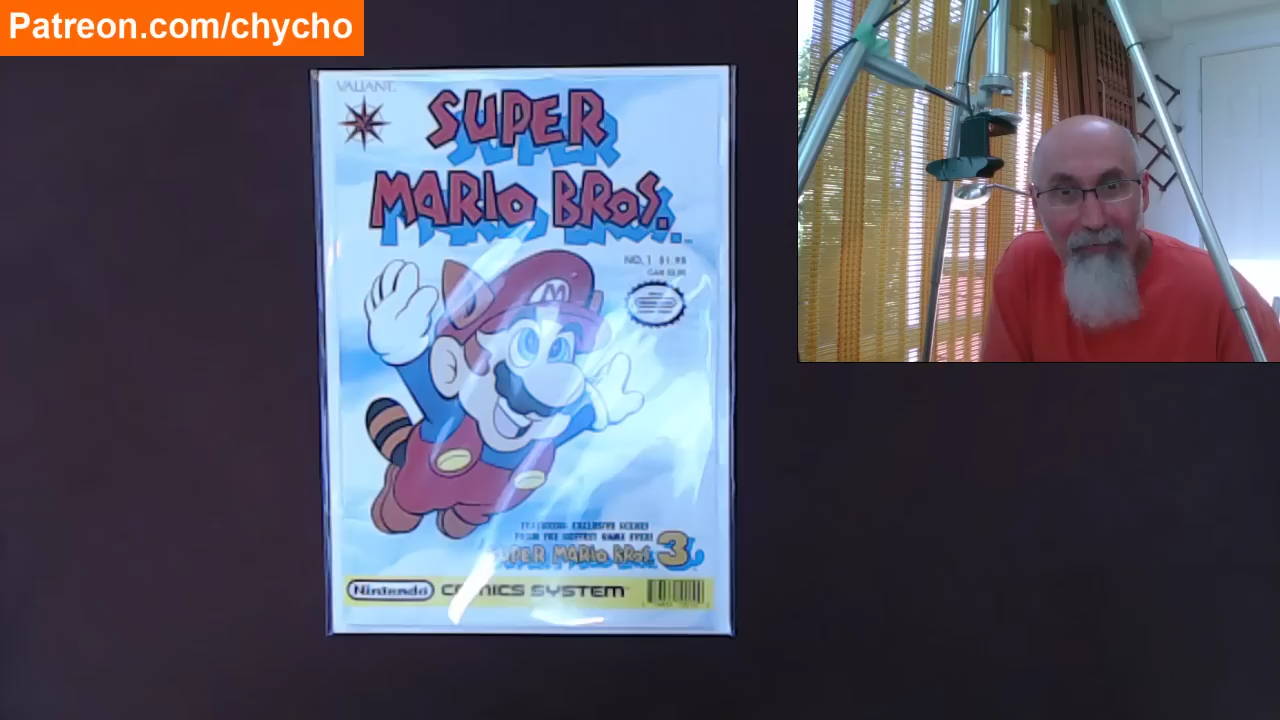 Patreon.com/chycho
VALIANT.
SUPER
MARIO BROS.
NO. 1 $1.95
M
FEATURING EXCLUSIVE SCENES
FROM THE HOTTEST GAME EVER!
SUPER MARIO BROS. 3
Nintendo COMICS SYSTEM